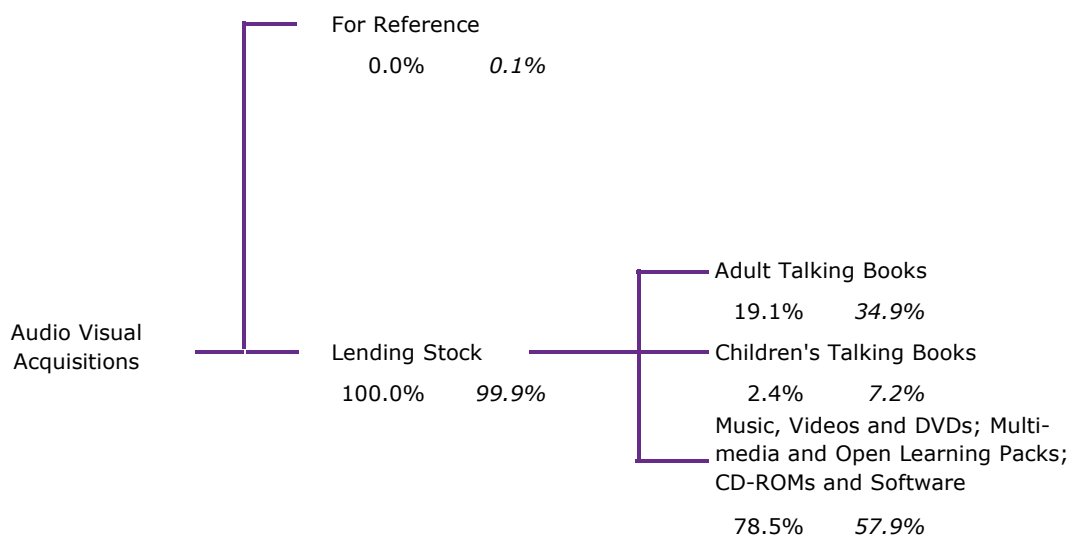 For Reference
0.0% 0.1%
Audio Visual
Acquisitions
Lending Stock
100.0% 99.9%
Adult Talking Books
19.1% 34.9%
Children's Talking Books
2.4% 7.2%
Music, Videos and DVDs; Multi-
media and Open Learning Packs;
CD-ROMs and Software
78.5% 57.9%